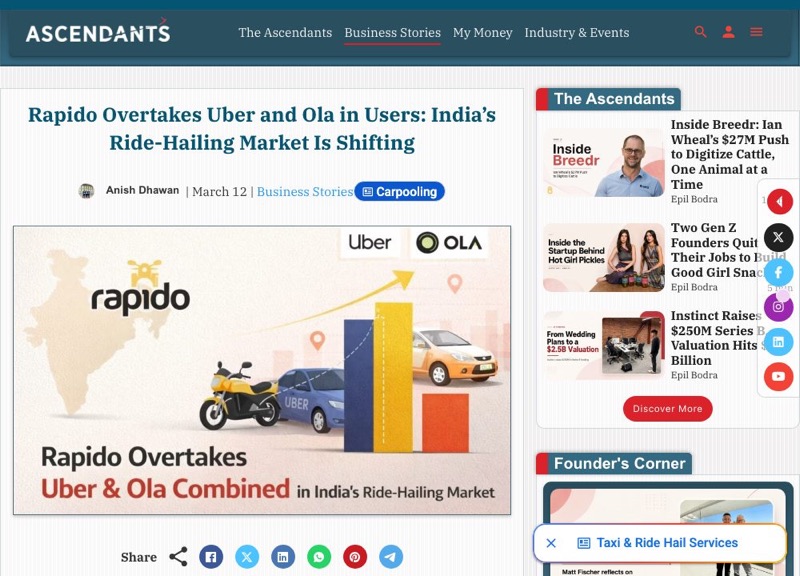 ASCENDANTS
The Ascendants Business Stories My Money Industry & Events
Rapido Overtakes Uber and Ola in Users: India's
Ride-Hailing Market Is Shifting
Anish Dhawan | March 12 | Business Stories Carpooling
Uber OLA
rapido
UBER
Rapido Overtakes
Uber & Ola Combined in India's Ride-Hailing Market
Share
The Ascendants
Inside
Breedr
Inside Breedr: Ian
Wheal's $27M Push
to Digitize Cattle,
One Animal at a
Time
Epil Bodra
Inside the
Startup Behind
Hot Girl Pickles
Two Gen Z
Founders Quit
Their Jobs to Build
Good Girl Snac
Epil Bodra
5
From Wedding
Plans to a
$2.5B Valuation
Instinct Raises
$250M Series B,
Valuation Hits
Billion
Epil Bodra
Discover More
Founder's Corner
Taxi & Ride Hail Services
Matt Fischer reflects on